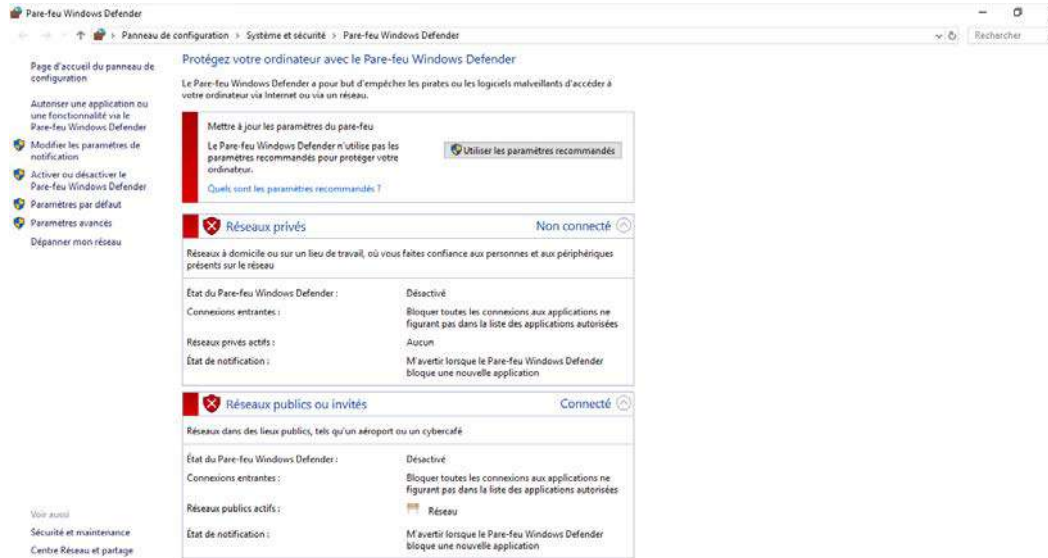 Pare-feu Windows Defender
Panneau de configuration > Système et sécurité > Pare-feu Windows Defender
Rechercher
Page d'accueil du panneau de
configuration
Autoriser une application ou
une fonctionnalité via le
Pare-feu Windows Defender
Modifier les paramètres de
notification
Activer ou désactiver le
Pare-feu Windows Defender
Paramètres par défaut
Paramètres avancés
Dépanner mon réseau
Protégez votre ordinateur avec le Pare-feu Windows Defender
Le Pare-feu Windows Defender a pour but d'empêcher les pirates ou les logiciels malveillants d'accéder à
votre ordinateur via Internet ou via un réseau.
Mettre à jour les paramètres du pare-feu
Le Pare-feu Windows Defender n'utilise pas les
paramètres recommandés pour protéger votre
ordinateur.
Utiliser les paramètres recommandés
Quels sont les paramètres recommandés ?
Réseaux privés Non connecté
Réseaux à domicile ou sur un lieu de travail, où vous faites confiance aux personnes et aux périphériques
présents sur le réseau
État du Pare-feu Windows Defender : Désactivé
Connexions entrantes : Bloquer toutes les connexions aux applications ne
figurant pas dans la liste des applications autorisées
Réseaux privés actifs : Aucun
État de notification : M'avertir lorsque le Pare-feu Windows Defender
bloque une nouvelle application
Réseaux publics ou invités Connecté
Réseaux dans des lieux publics, tels qu'un aéroport ou un cybercafé
État du Pare-feu Windows Defender : Désactivé
Connexions entrantes : Bloquer toutes les connexions aux applications ne
figurant pas dans la liste des applications autorisées
Réseaux publics actifs : Réseau
État de notification : M'avertir lorsque le Pare-feu Windows Defender
bloque une nouvelle application
Voir aussi
Sécurité et maintenance
Centre Réseau et partage